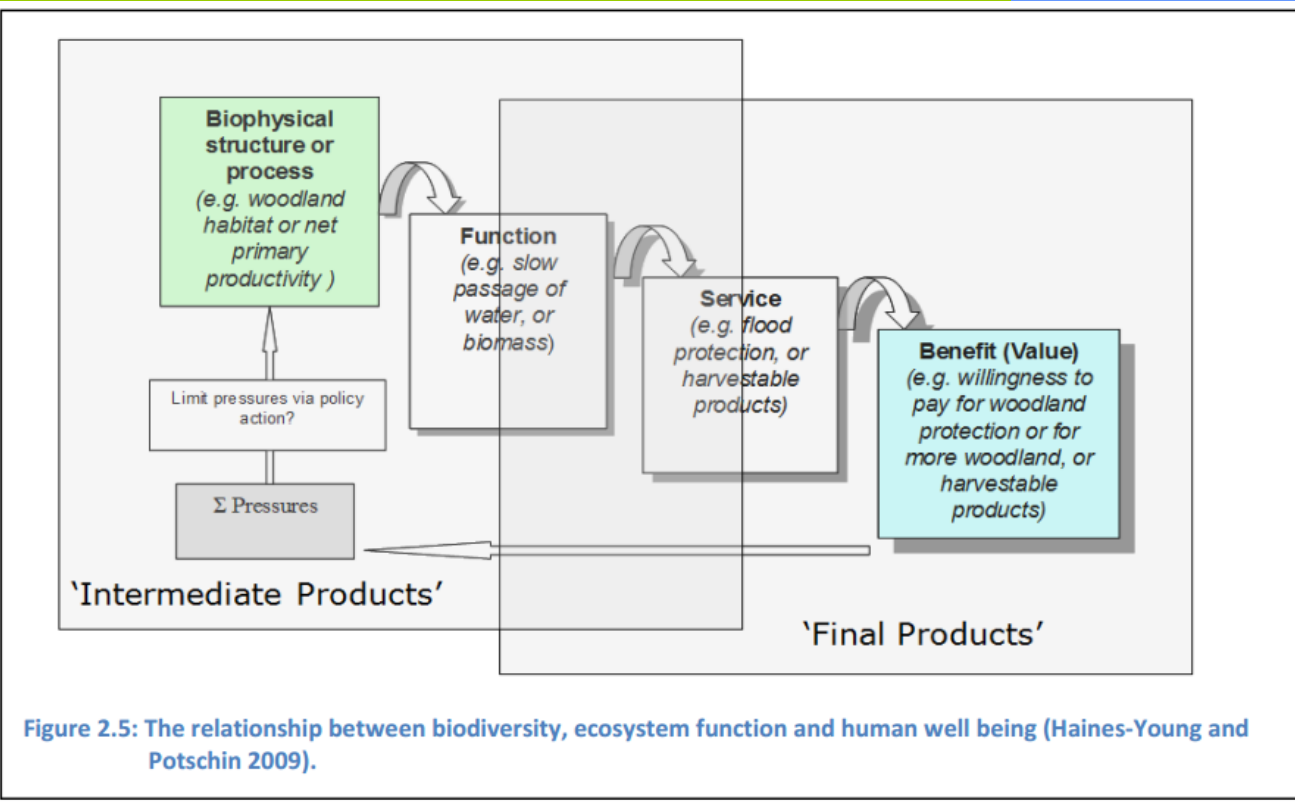 Biophysical
structure or
process
(e.g. woodland
habitat or net
primary
productivity )
Function
(e.g. slow
passage of
water, or
biomass)
Service
(e.g. flood
protection, or
harvestable
products)
Benefit (Value)
(e.g. willingness to
pay for woodland
protection or for
more woodland, or
harvestable
products)
Limit pressures via policy
action?
Σ Pressures
‘Intermediate Products’
‘Final Products’
Figure 2.5: The relationship between biodiversity, ecosystem function and human well being (Haines-Young and
Potschin 2009).